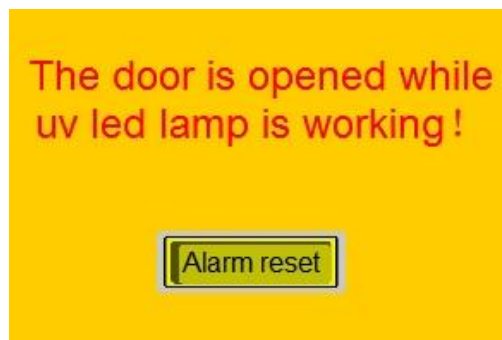 The door is opened while
uv led lamp is working!
Alarm reset